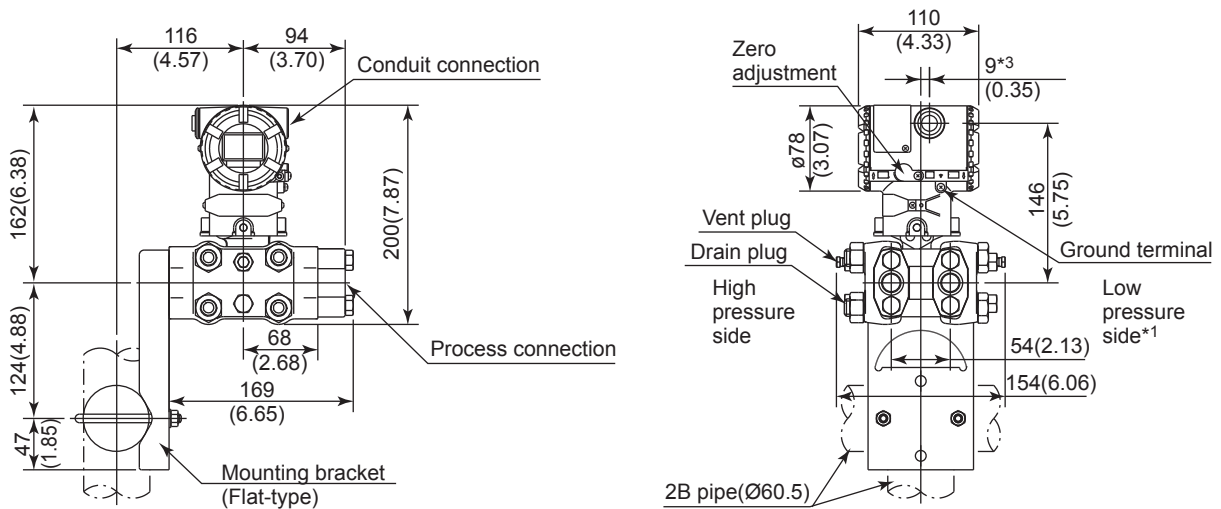 116
(4.57)
94
(3.70)
Conduit connection
162(6.38)
200(7.87)
124(4.88)
68
(2.68)
Process connection
169
(6.65)
47
(1.85)
Mounting bracket
(Flat-type)
110
(4.33)
Zero
adjustment
9*3
(0.35)
ø78
(3.07)
146
(5.75)
Vent plug
Drain plug
Ground terminal
High
pressure
side
Low
pressure
side*1
54(2.13)
154(6.06)
2B pipe(Ø60.5)